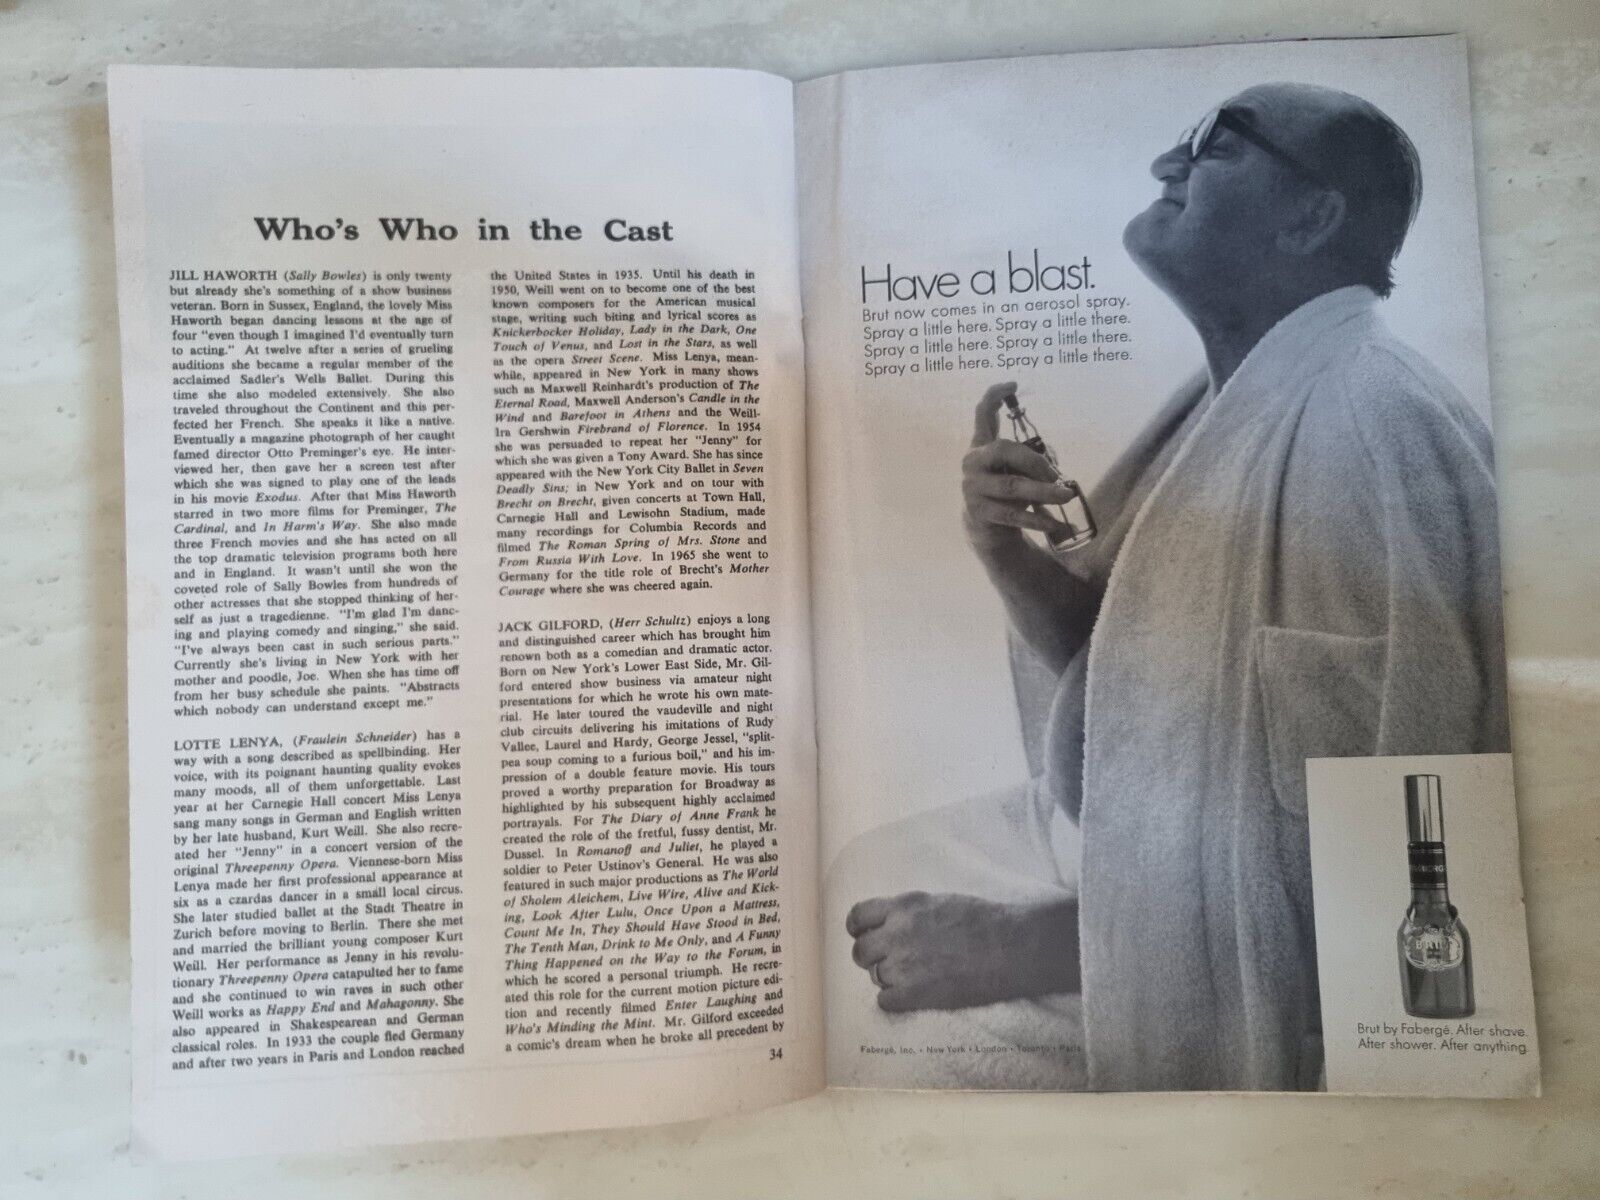 Who's Who in the Cast
JILL HAWORTH (Sally Bowles) is only twenty
but already she's something of a show business
veteran. Born in Sussex, England, the lovely Miss
Haworth began dancing lessons at the age of
four "even though I imagined I'd eventually turn
to acting." At twelve after a series of grueling
auditions she became a regular member of the
acclaimed Sadler's Wells Ballet. During this
time she also modeled extensively. She also
traveled throughout the Continent and this per-
fected her French. She speaks it like a native.
Eventually a magazine photograph of her caught
famed director Otto Preminger's eye. He inter-
viewed her, then gave her a screen test after
which she was signed to play one of the leads
in his movie Exodus. After that Miss Haworth
starred in two more films for Preminger, The
Cardinal, and In Harm's Way. She also made
three French movies and she has acted on all
the top dramatic television programs both here
and in England. It wasn't until she won the
coveted role of Sally Bowles from hundreds of
other actresses that she stopped thinking of her-
self as just a tragedienne. "I'm glad I'm danc-
ing and playing comedy and singing," she said.
"I've always been cast in such serious parts."
Currently she's living in New York with her
mother and poodle, Joe. When she has time off
from her busy schedule she paints. "Abstracts
which nobody can understand except me."
LOTTE LENYA, (Fraulein Schneider) has a
way with a song described as spellbinding. Her
voice, with its poignant haunting quality evokes
many moods, all of them unforgettable. Last
year at her Carnegie Hall concert Miss Lenya
sang many songs in German and English written
by her late husband, Kurt Weill. She also recre-
ated her "Jenny" in a concert version of the
original Threepenny Opera. Viennese-born Miss
Lenya made her first professional appearance at
six as a czardas dancer in a small local circus.
She later studied ballet at the Stadt Theatre in
Zurich before moving to Berlin. There she met
and married the brilliant young composer Kurt
Weill. Her performance as Jenny in his revolu-
tionary Threepenny Opera catapulted her to fame
and she continued to win raves in such other
Weill works as Happy End and Mahagonny. She
also appeared in Shakespearean and German
classical roles. In 1933 the couple fled Germany
and after two years in Paris and London reached
the United States in 1935. Until his death in
1950, Weill went on to become one of the best
known composers for the American musical
stage, writing such biting and lyrical scores as
Knickerbocker Holiday, Lady in the Dark, One
Touch of Venus, and Lost in the Stars, as well
as the opera Street Scene. Miss Lenya, mean-
while, appeared in New York in many shows
such as Maxwell Reinhardt's production of The
Eternal Road, Maxwell Anderson's Candle in the
Wind and Barefoot in Athens and the Weill-
Ira Gershwin Firebrand of Florence. In 1954
she was persuaded to repeat her "Jenny" for
which she was given a Tony Award. She has since
appeared with the New York City Ballet in Seven
Deadly Sins; in New York and on tour with
Brecht on Brecht, given concerts at Town Hall,
Carnegie Hall and Lewisohn Stadium, made
many recordings for Columbia Records and
filmed The Roman Spring of Mrs. Stone and
From Russia With Love. In 1965 she went to
Germany for the title role of Brecht's Mother
Courage where she was cheered again.
JACK GILFORD, (Herr Schultz) enjoys a long
and distinguished career which has brought him
renown both as a comedian and dramatic actor.
Born on New York's Lower East Side, Mr. Gil-
ford entered show business via amateur night
presentations for which he wrote his own mate-
rial. He later toured the vaudeville and night
club circuits delivering his imitations of Rudy
Vallee, Laurel and Hardy, George Jessel, "split-
pea soup coming to a furious boil," and his im-
pression of a double feature movie. His tours
proved a worthy preparation for Broadway as
highlighted by his subsequent highly acclaimed
portrayals. For The Diary of Anne Frank he
created the role of the fretful, fussy dentist, Mr.
Dussel. In Romanoff and Juliet, he played a
soldier to Peter Ustinov's General. He was also
featured in such major productions as The World
of Sholem Aleichem, Live Wire, Alive and Kick-
ing, Look After Lulu, Once Upon a Mattress,
Count Me In, They Should Have Stood in Bed,
The Tenth Man, Drink to Me Only, and A Funny
Thing Happened on the Way to the Forum, in
which he scored a personal triumph. He recre-
ated this role for the current motion picture edi-
tion and recently filmed Enter Laughing and
Who's Minding the Mint. Mr. Gilford exceeded
a comic's dream when he broke all precedent by
34
Have a blast.
Brut now comes in an aerosol spray.
Spray a little here. Spray a little there.
Spray a little here. Spray a little there.
Spray a little here. Spray a little there.
BRUT
Brut by Fabergé. After shave.
After shower. After anything.
Fabergé, Inc. • New York • London • Toronto • Paris